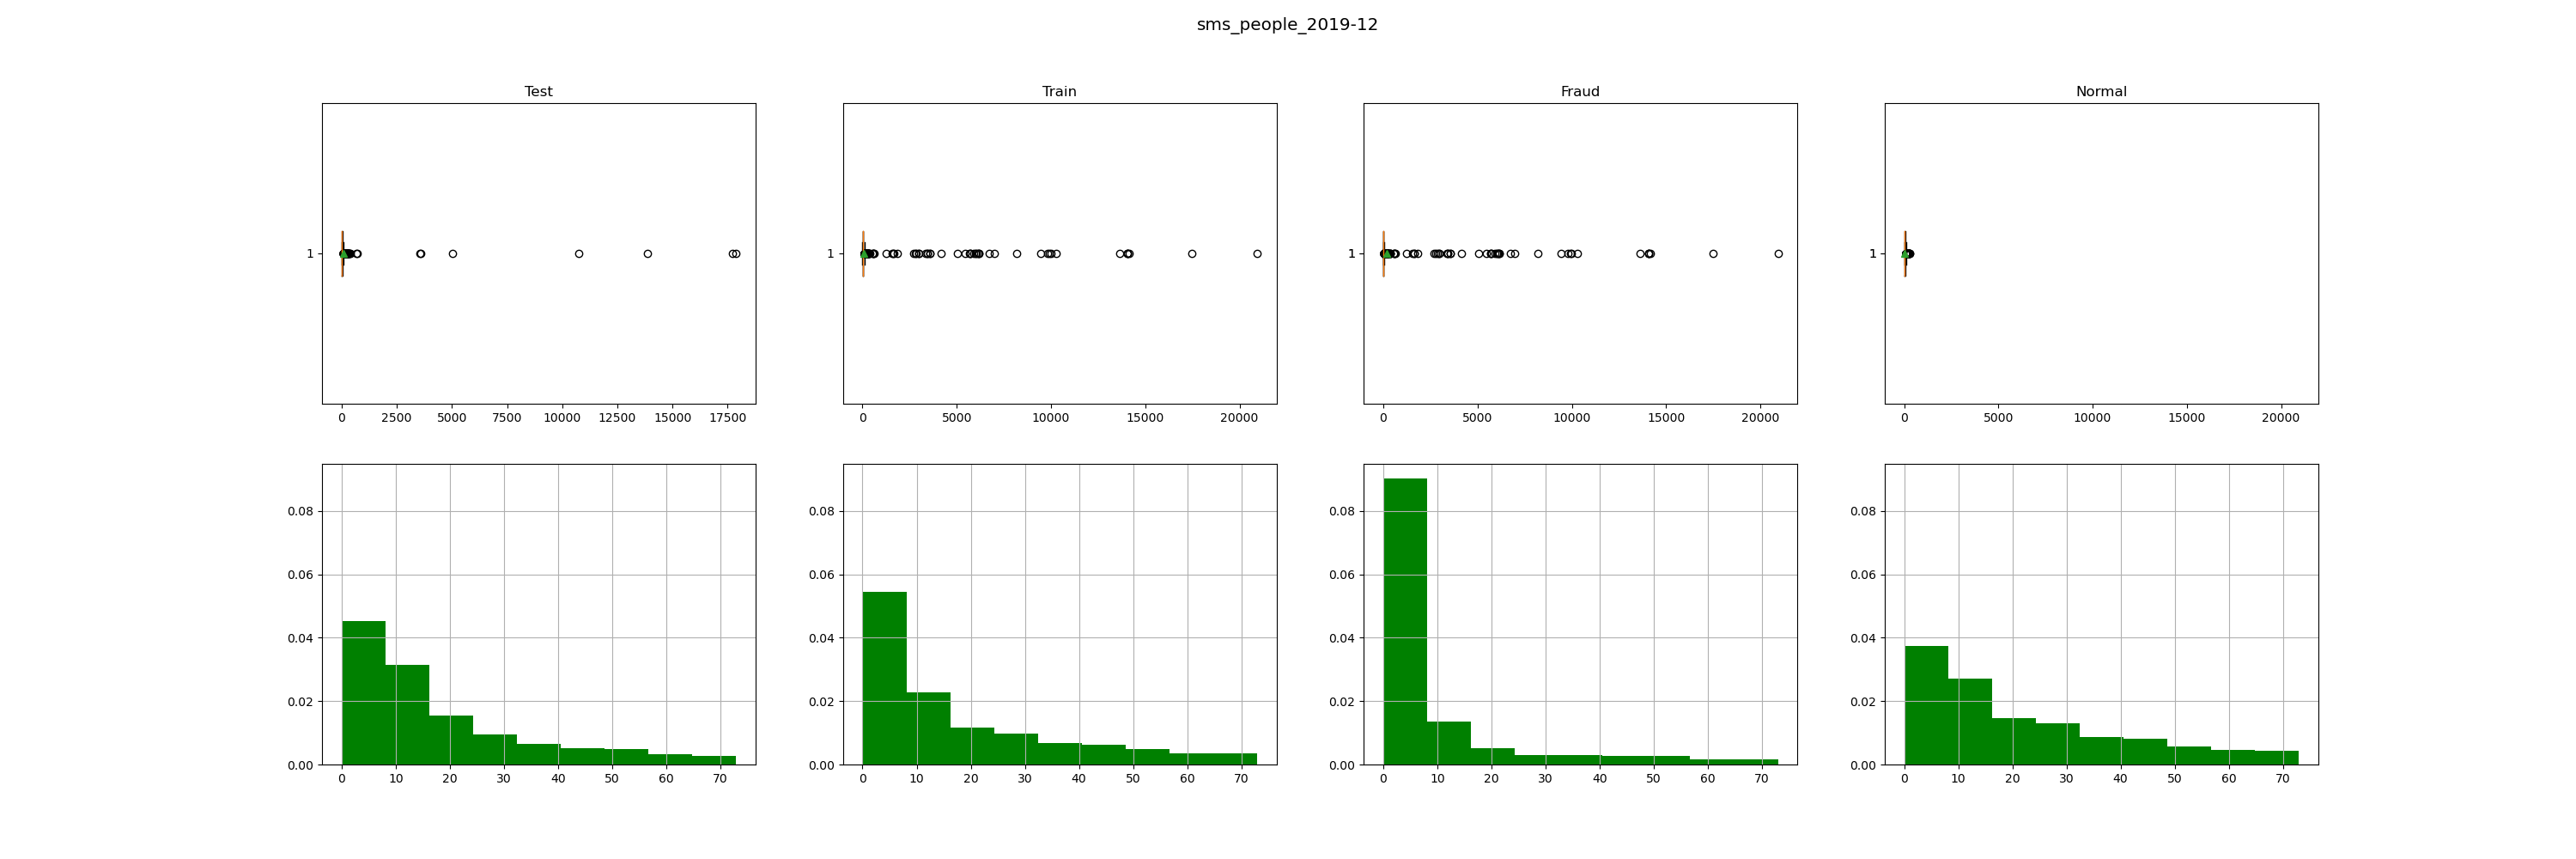 sms_people_2019-12
Test Train Fraud Normal
1 1 1 1
0 2500 5000 7500 10000 12500 15000 17500 0 5000 10000 15000 20000 0 5000 10000 15000 20000 0 5000 10000 15000 20000
0.08 0.08 0.08 0.08
0.06 0.06 0.06 0.06
0.04 0.04 0.04 0.04
0.02 0.02 0.02 0.02
0.00 0.00 0.00 0.00
0 10 20 30 40 50 60 70 0 10 20 30 40 50 60 70 0 10 20 30 40 50 60 70 0 10 20 30 40 50 60 70